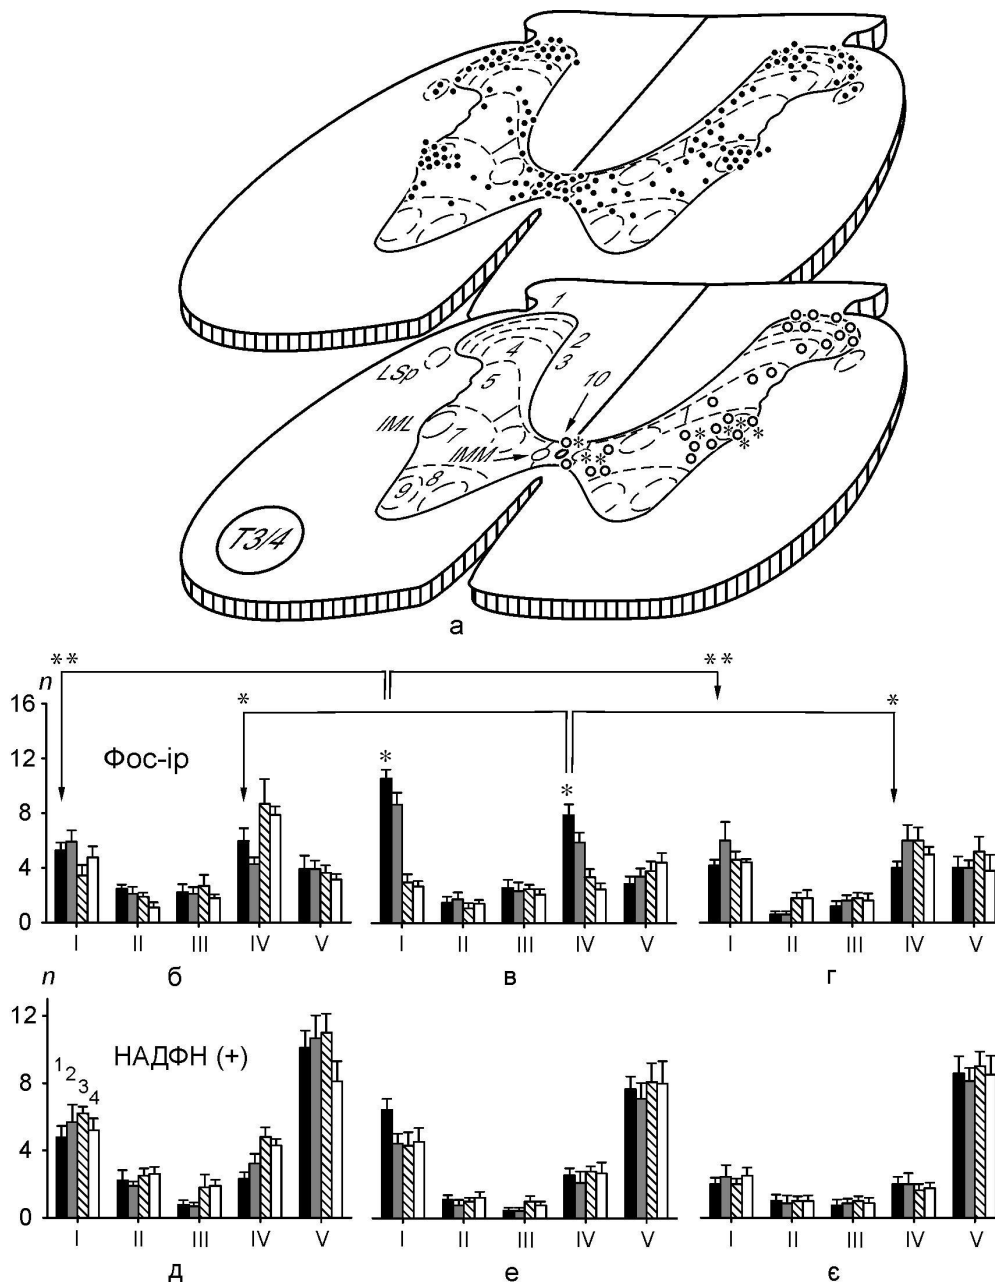 1
2
3
4
5
LSp
10
IML
7
IMM
9 8
T3/4
а
** **
n
16 * *
12
Фос-ір *
*
8
4
0
I II III IV V I II III IV V I II III IV V
б в г
n
12
НАДФН (+)
1 2 3 4
8
4
0
I II III IV V I II III IV V I II III IV V
д е є